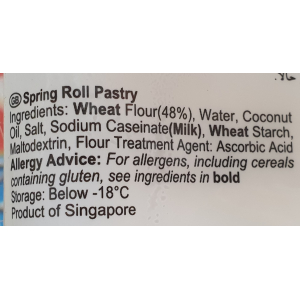 GB Spring Roll Pastry
Ingredients: Wheat Flour(48%), Water, Coconut
Oil, Salt, Sodium Caseinate(Milk), Wheat Starch,
Maltodextrin, Flour Treatment Agent: Ascorbic Acid
Allergy Advice: For allergens, including cereals
containing gluten, see ingredients in bold
Storage: Below -18°C
Product of Singapore